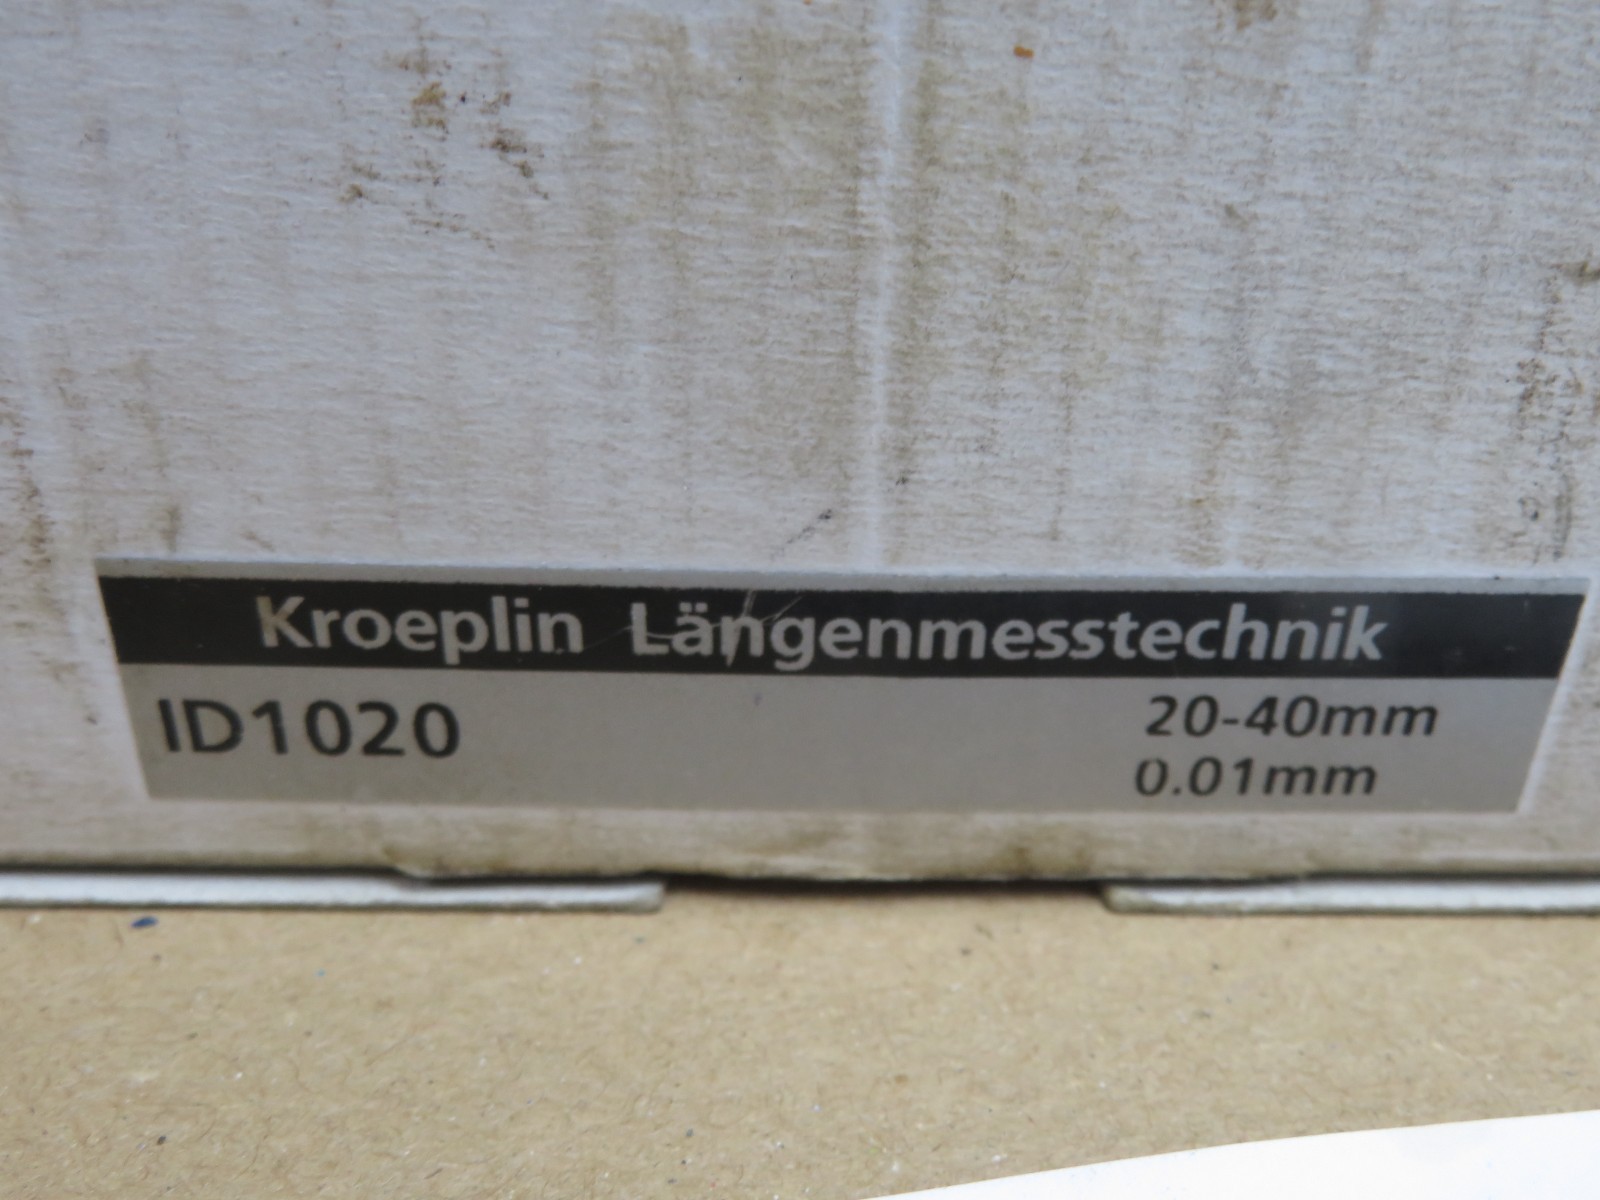 Kroeplin Längenmesstechnik
ID1020
20-40mm
0.01mm